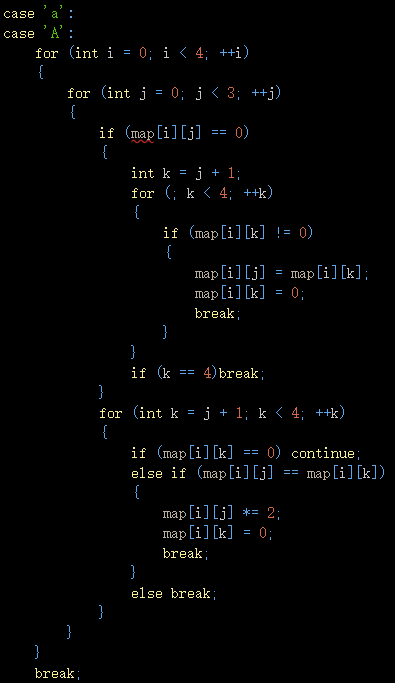 case 'a':
case 'A':
    for (int i = 0; i < 4; ++i)
    {
        for (int j = 0; j < 3; ++j)
        {
            if (map[i][j] == 0)
            {
                int k = j + 1;
                for (; k < 4; ++k)
                {
                    if (map[i][k] != 0)
                    {
                        map[i][j] = map[i][k];
                        map[i][k] = 0;
                        break;
                    }
                }
                if (k == 4)break;
            }
            for (int k = j + 1; k < 4; ++k)
            {
                if (map[i][k] == 0) continue;
                else if (map[i][j] == map[i][k])
                {
                    map[i][j] *= 2;
                    map[i][k] = 0;
                    break;
                }
                else break;
            }
        }
    }
    break;